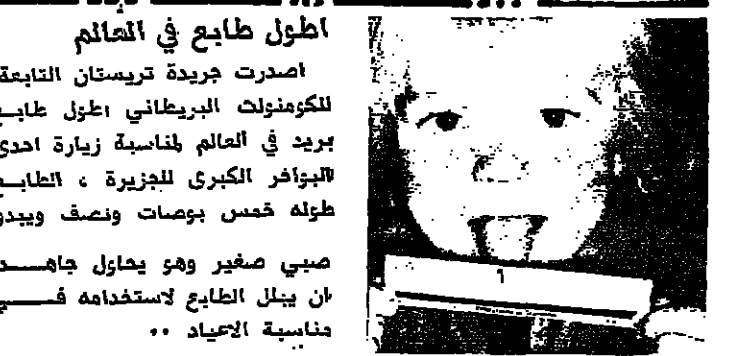 اطول طابع في العالم
اصدرت جريدة تريستان التابعة
للكومنولث البريطاني اطول طابع
بريد في العالم لمناسبة زيارة احدى
البواخر الكبرى للجزيرة ، الطابع
طوله خمس بوصات ونصف ويبدو
صبي صغير وهو يحاول جاهد
ان يبلل الطابع لاستخدامه في
مناسبة الاعياد ..